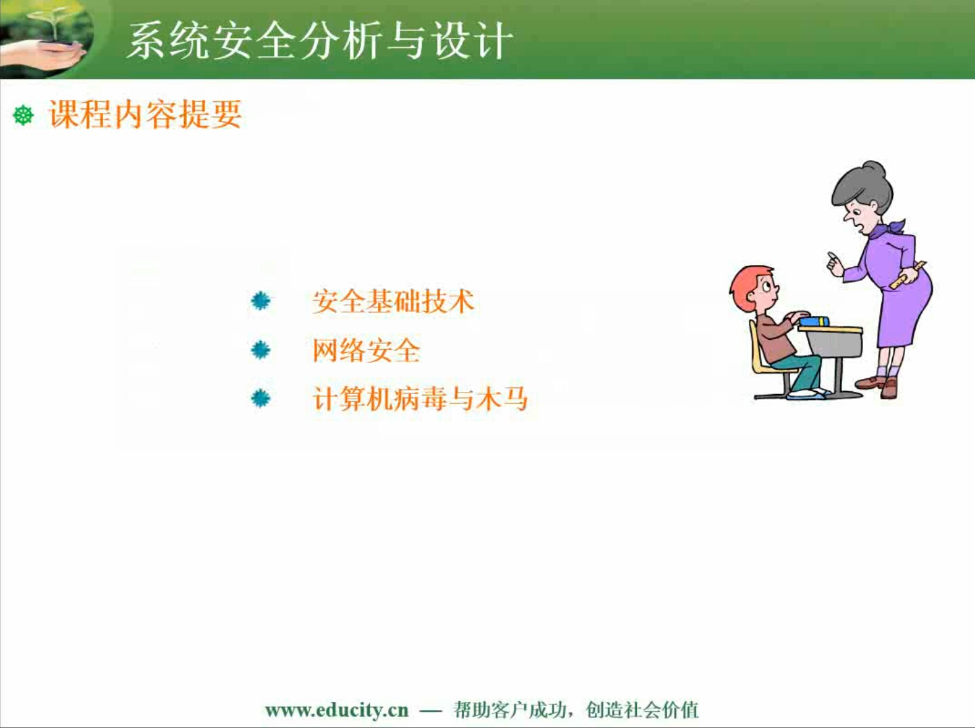 系统安全分析与设计
课程内容提要
安全基础技术
网络安全
计算机病毒与木马
www.educity.cn — 帮助客户成功，创造社会价值